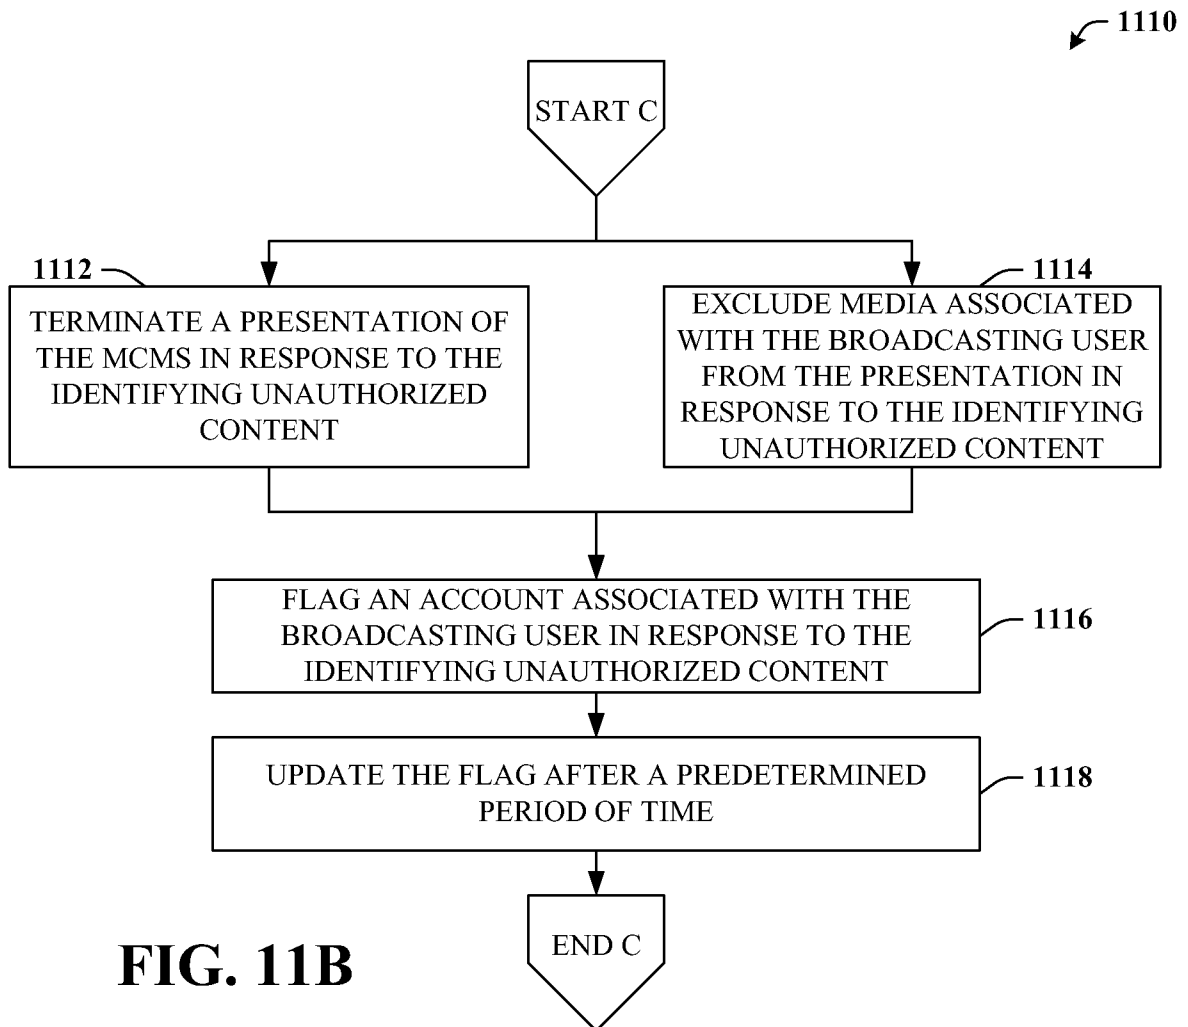 1110
START C
1112
TERMINATE A PRESENTATION OF
THE MCMS IN RESPONSE TO THE
IDENTIFYING UNAUTHORIZED
CONTENT
1114
EXCLUDE MEDIA ASSOCIATED
WITH THE BROADCASTING USER
FROM THE PRESENTATION IN
RESPONSE TO THE IDENTIFYING
UNAUTHORIZED CONTENT
FLAG AN ACCOUNT ASSOCIATED WITH THE
BROADCASTING USER IN RESPONSE TO THE
IDENTIFYING UNAUTHORIZED CONTENT
1116
UPDATE THE FLAG AFTER A PREDETERMINED
PERIOD OF TIME
1118
END C
FIG. 11B